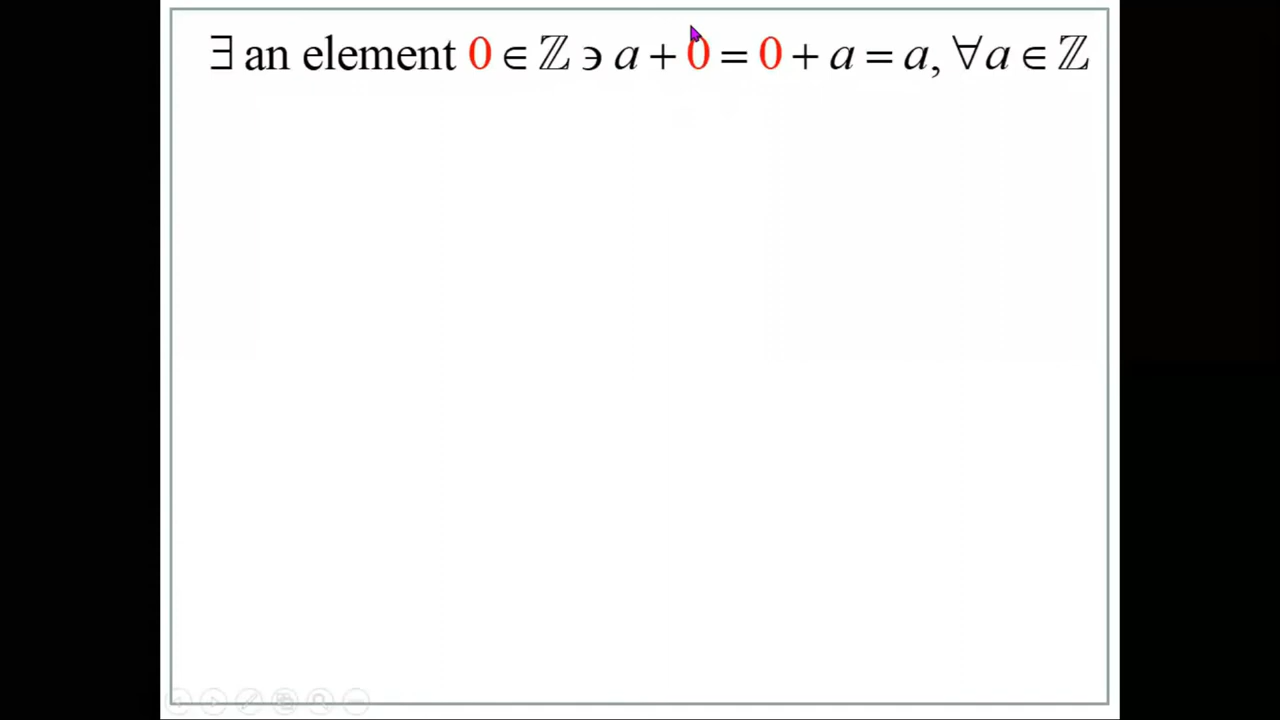 ∃ an element 0 ∈ ℤ ∍ a + 0 = 0 + a = a, ∀a ∈ ℤ